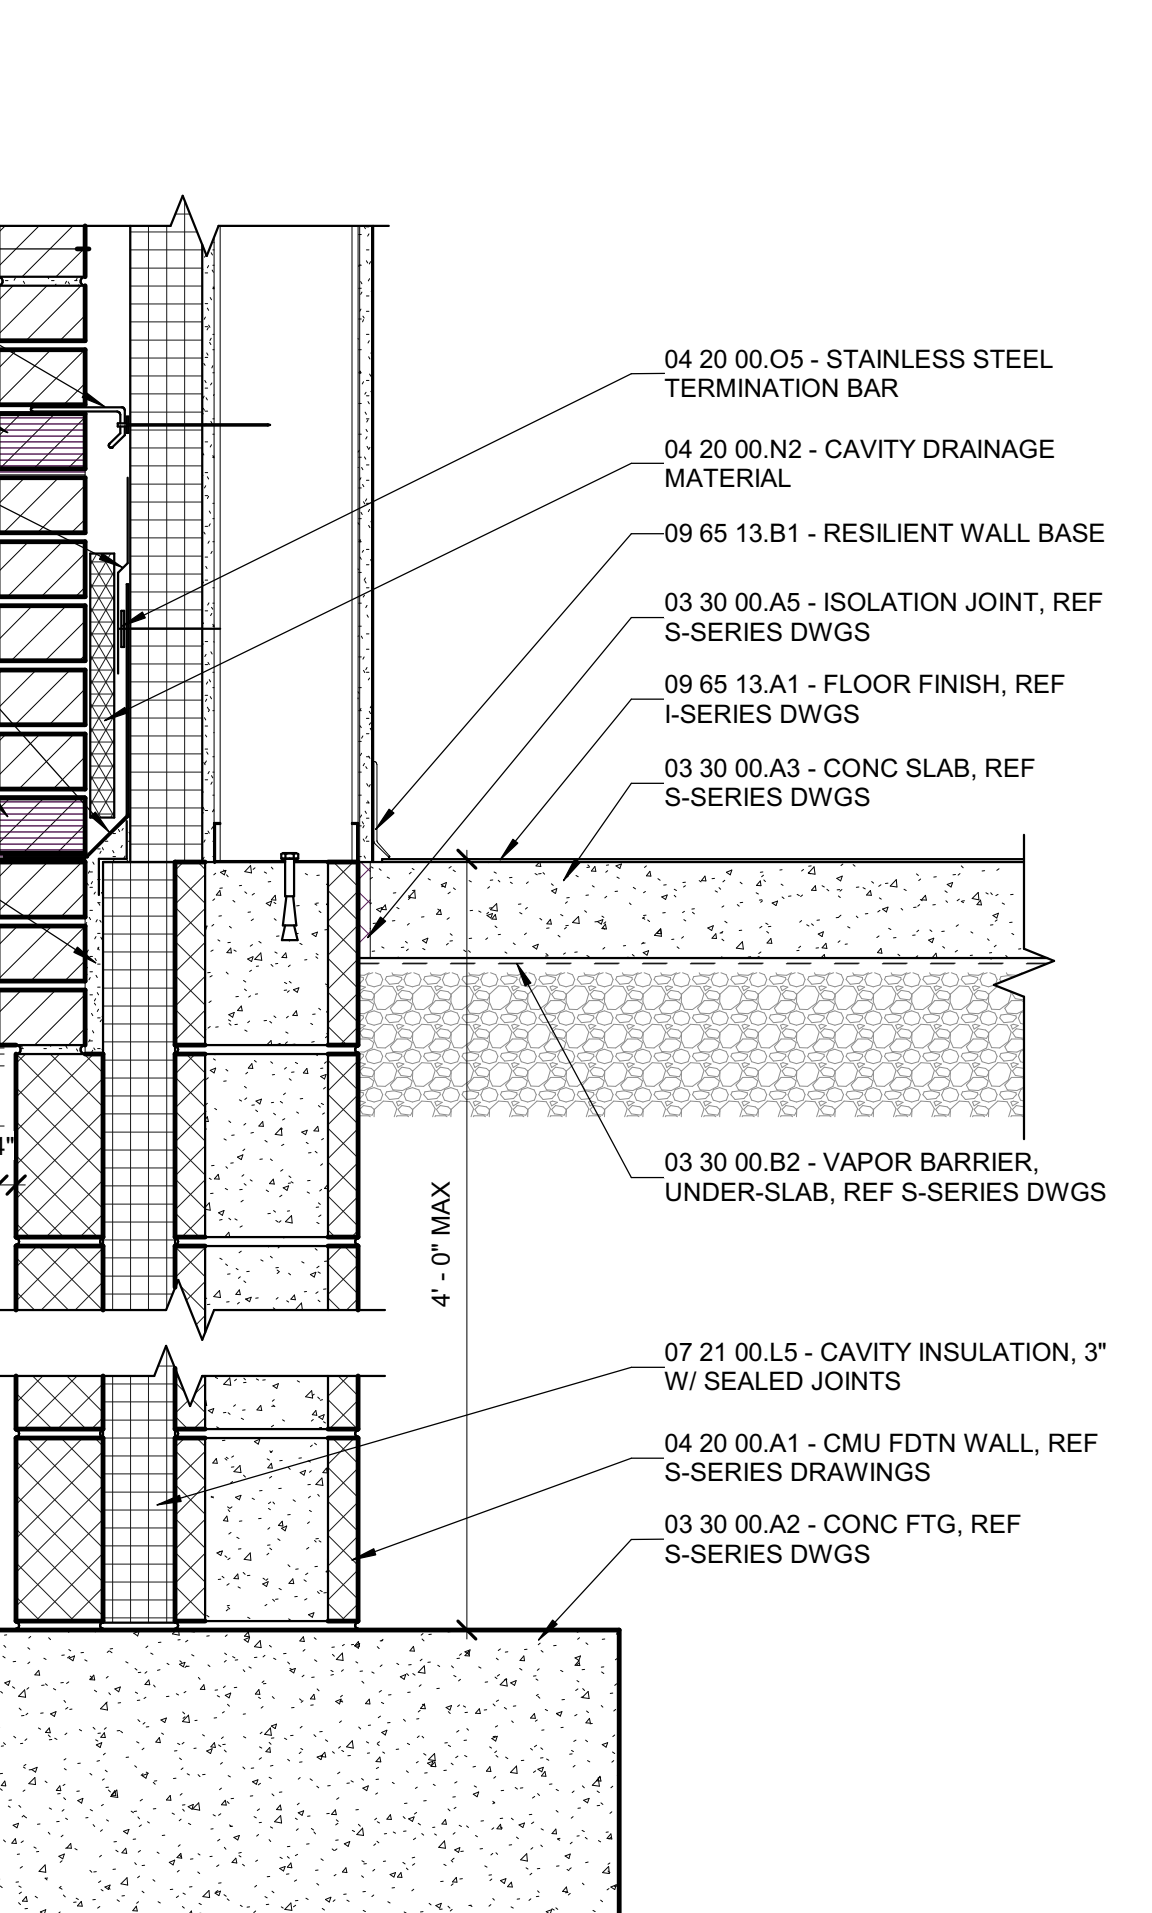 04 20 00.O5 - STAINLESS STEEL
TERMINATION BAR
04 20 00.N2 - CAVITY DRAINAGE
MATERIAL
09 65 13.B1 - RESILIENT WALL BASE
03 30 00.A5 - ISOLATION JOINT, REF
S-SERIES DWGS
09 65 13.A1 - FLOOR FINISH, REF
I-SERIES DWGS
03 30 00.A3 - CONC SLAB, REF
S-SERIES DWGS
03 30 00.B2 - VAPOR BARRIER,
UNDER-SLAB, REF S-SERIES DWGS
4' - 0" MAX
07 21 00.L5 - CAVITY INSULATION, 3"
W/ SEALED JOINTS
04 20 00.A1 - CMU FDTN WALL, REF
S-SERIES DRAWINGS
03 30 00.A2 - CONC FTG, REF
S-SERIES DWGS